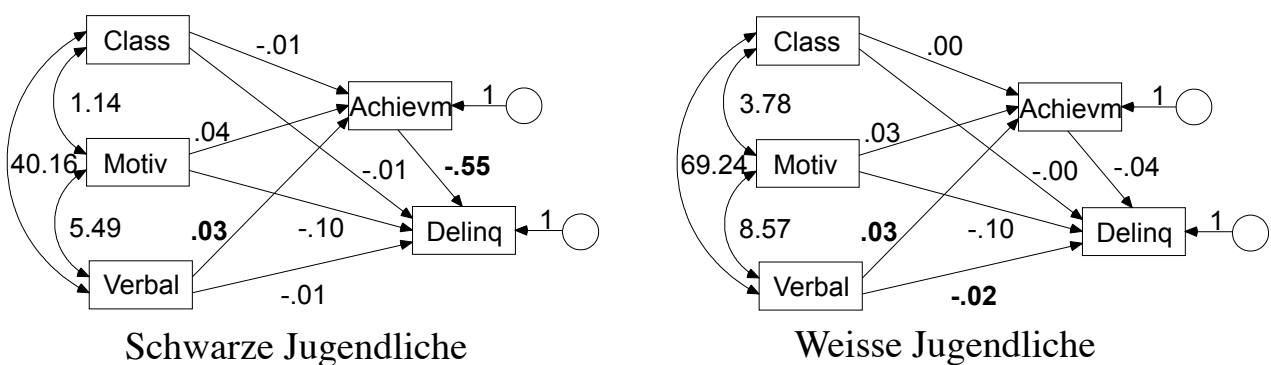 Class
-.01
Achievm
1
1.14
.04
40.16
Motiv
-.01
-.55
5.49
.03
-.10
Delinq
1
Verbal
-.01
Schwarze Jugendliche
Class
.00
Achievm
1
3.78
.03
69.24
Motiv
-.00
-.04
8.57
.03
-.10
Delinq
1
Verbal
-.02
Weisse Jugendliche